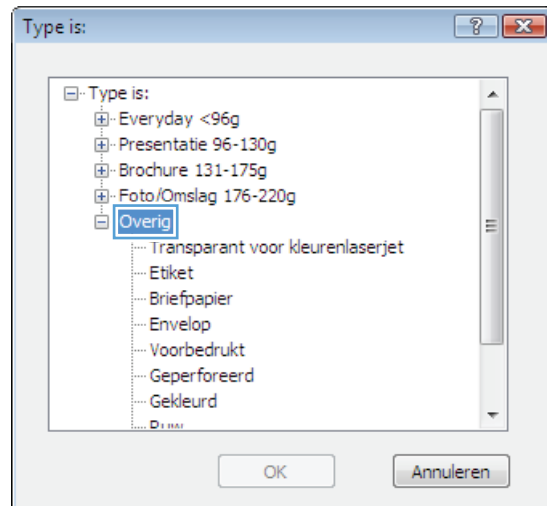 Type is:
Type is:
Everyday <96g
Presentatie 96-130g
Brochure 131-175g
Foto/Omslag 176-220g
Overig
Transparant voor kleurenlaserjet
Etiket
Briefpapier
Envelop
Voorbedrukt
Geperforeerd
Gekleurd
OK Annuleren